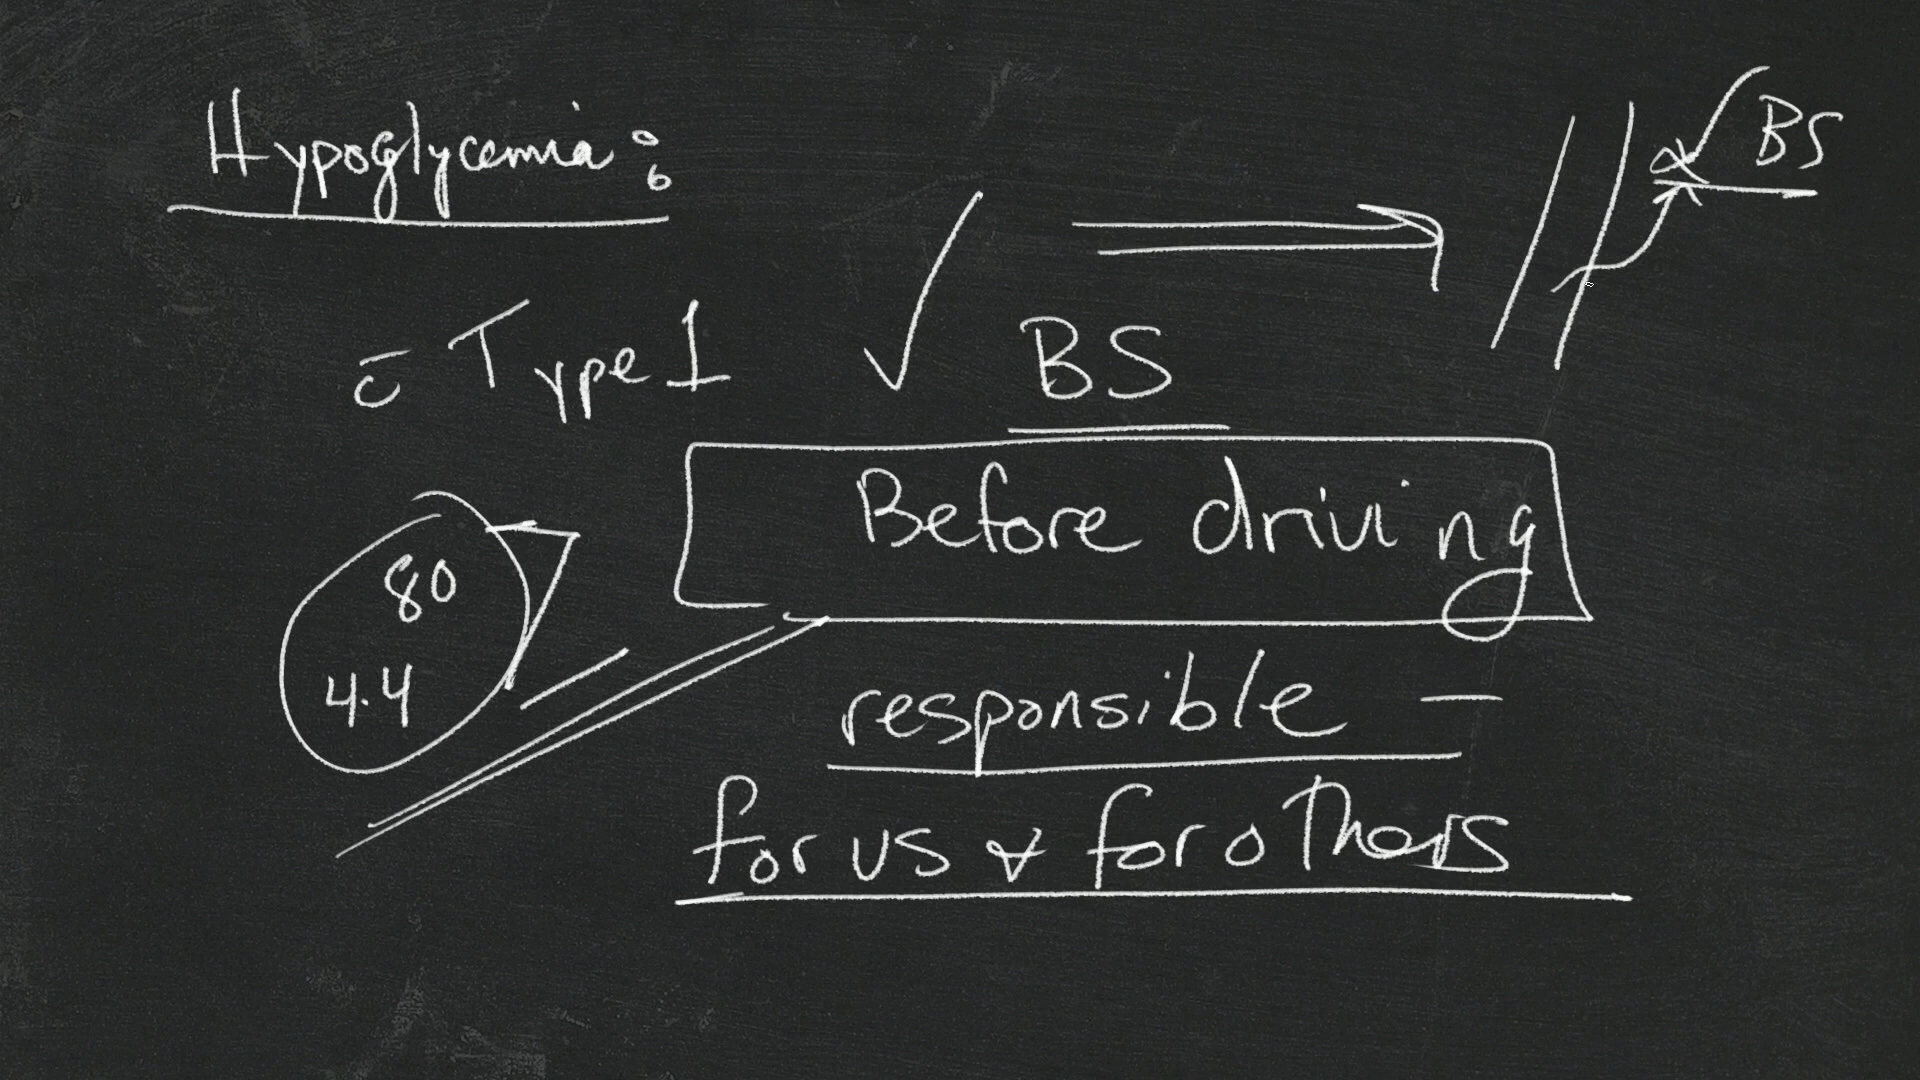 Hypoglycemia:
✓ BS
c̄ Type 1 ✓ BS
Before driving
80
4.4
responsible –
for us & for others